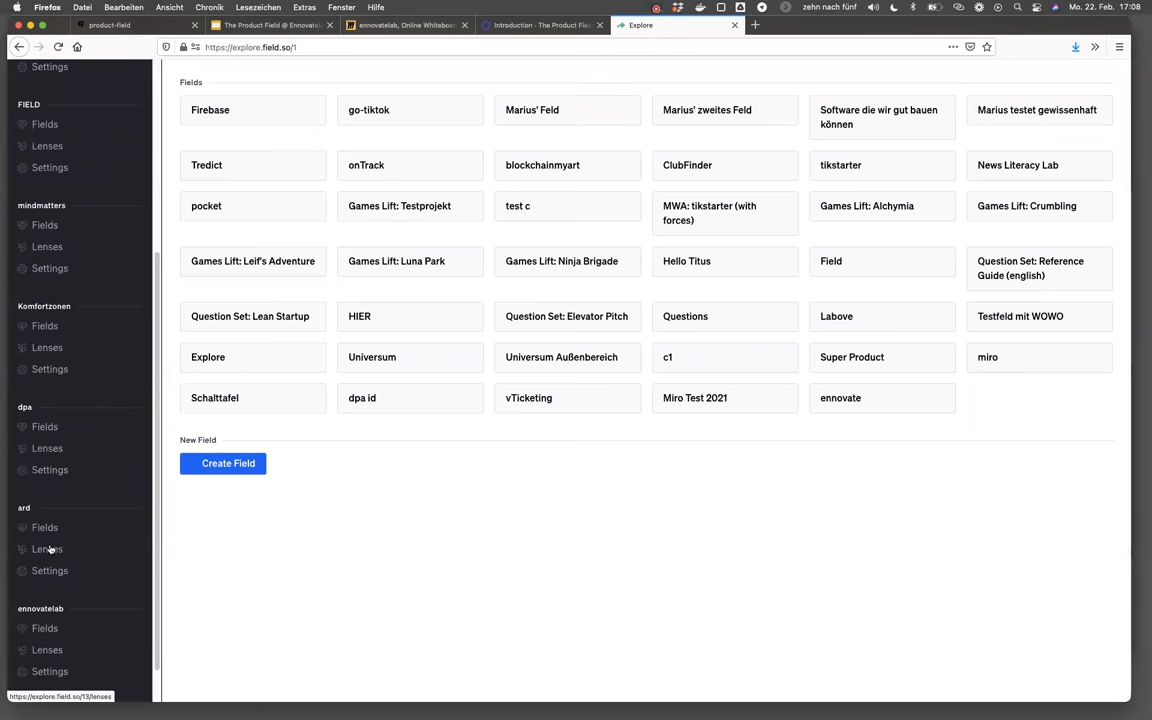 Firefox Datei Bearbeiten Ansicht Chronik Lesezeichen Extras Fenster Hilfe
zehn nach fünf
Mo. 22. Feb. 17:08
product-field
The Product Field @ Ennovatel
ennovatelab, Online Whiteboa
Introduction - The Product Fiel
Explore
https://explore.field.so/1
Settings
FIELD
Fields
Lenses
Settings
mindmatters
Fields
Lenses
Settings
Komfortzonen
Fields
Lenses
Settings
dpa
Fields
Lenses
Settings
ard
Fields
Lenses
Settings
ennovatelab
Fields
Lenses
Settings
https://explore.field.so/13/lenses
Fields
Firebase
go-tiktok
Marius' Feld
Marius' zweites Feld
Software die wir gut bauen
können
Marius testet gewissenhaft
Tredict
onTrack
blockchainmyart
ClubFinder
tikstarter
News Literacy Lab
pocket
Games Lift: Testprojekt
test c
MWA: tikstarter (with
forces)
Games Lift: Alchymia
Games Lift: Crumbling
Games Lift: Leif's Adventure
Games Lift: Luna Park
Games Lift: Ninja Brigade
Hello Titus
Field
Question Set: Reference
Guide (english)
Question Set: Lean Startup
HIER
Question Set: Elevator Pitch
Questions
Labove
Testfeld mit WOWO
Explore
Universum
Universum Außenbereich
c1
Super Product
miro
Schalttafel
dpa id
vTicketing
Miro Test 2021
ennovate
New Field
Create Field